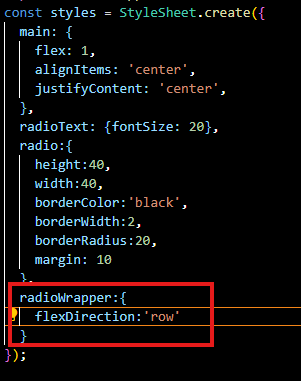 const styles = StyleSheet.create({
main: {
flex: 1,
alignItems: 'center',
justifyContent: 'center',
},
radioText: {fontSize: 20},
radio:{
height:40,
width:40,
borderColor:'black',
borderWidth:2,
borderRadius:20,
margin: 10
},
radioWrapper:{
flexDirection:'row'
}
});